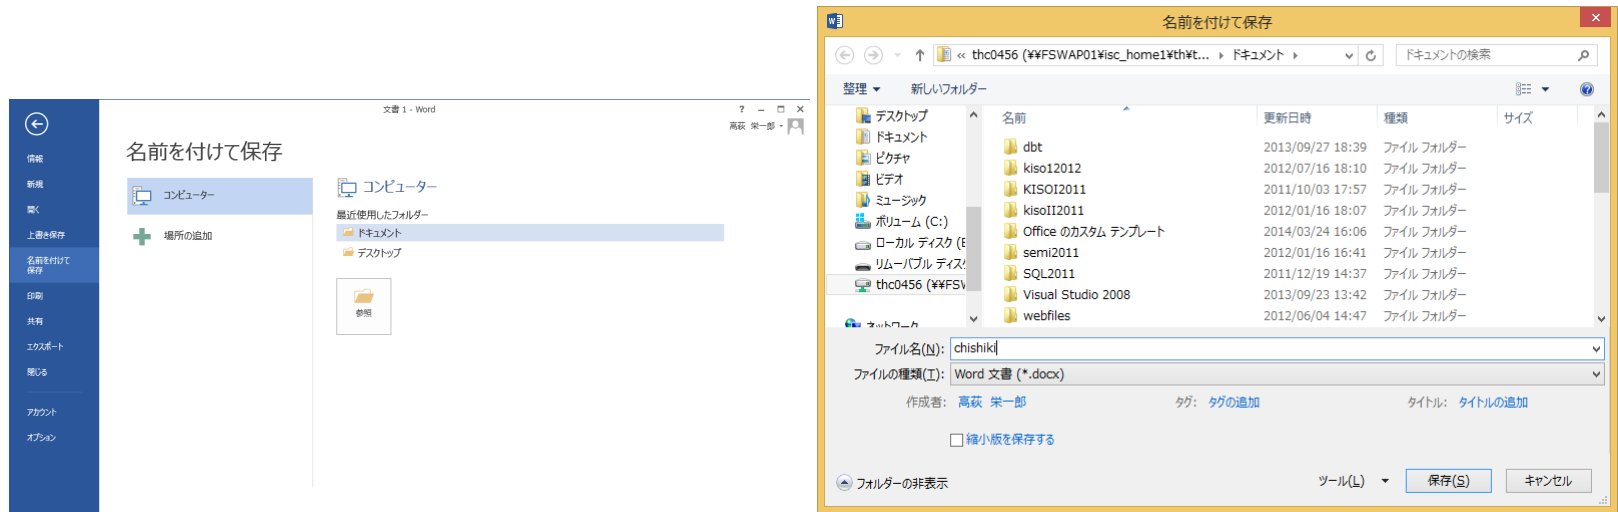 文書 1 - Word
? – □ ✕
高萩 栄一郎
情報
新規
開く
上書き保存
名前を付けて
保存
印刷
共有
エクスポート
閉じる
アカウント
オプション
名前を付けて保存
コンピューター
場所の追加
コンピューター
最近使用したフォルダー
ドキュメント
デスクトップ
参照
名前を付けて保存
« thc0456 (¥¥FSWAP01¥isc_home1¥th¥t... ▸ ドキュメント ▸
ドキュメントの検索
整理 ▼ 新しいフォルダー
デスクトップ
ドキュメント
ピクチャ
ビデオ
ミュージック
ボリューム (C:)
ローカル ディスク (E
リムーバブル ディス
thc0456 (¥¥FSW
ネットワーク
名前 更新日時 種類 サイズ
dbt 2013/09/27 18:39 ファイル フォルダー
kiso12012 2012/07/16 18:10 ファイル フォルダー
KISOI2011 2011/10/03 17:57 ファイル フォルダー
kisoII2011 2012/01/16 18:07 ファイル フォルダー
Office のカスタム テンプレート 2014/03/24 16:06 ファイル フォルダー
semi2011 2012/01/16 16:41 ファイル フォルダー
SQL2011 2011/12/19 14:37 ファイル フォルダー
Visual Studio 2008 2013/09/23 13:42 ファイル フォルダー
webfiles 2012/06/04 14:47 ファイル フォルダー
ファイル名(N): chishiki
ファイルの種類(T): Word 文書 (*.docx)
作成者: 高萩 栄一郎 タグ: タグの追加 タイトル: タイトルの追加
縮小版を保存する
フォルダーの非表示 ツール(L) ▼ 保存(S) キャンセル